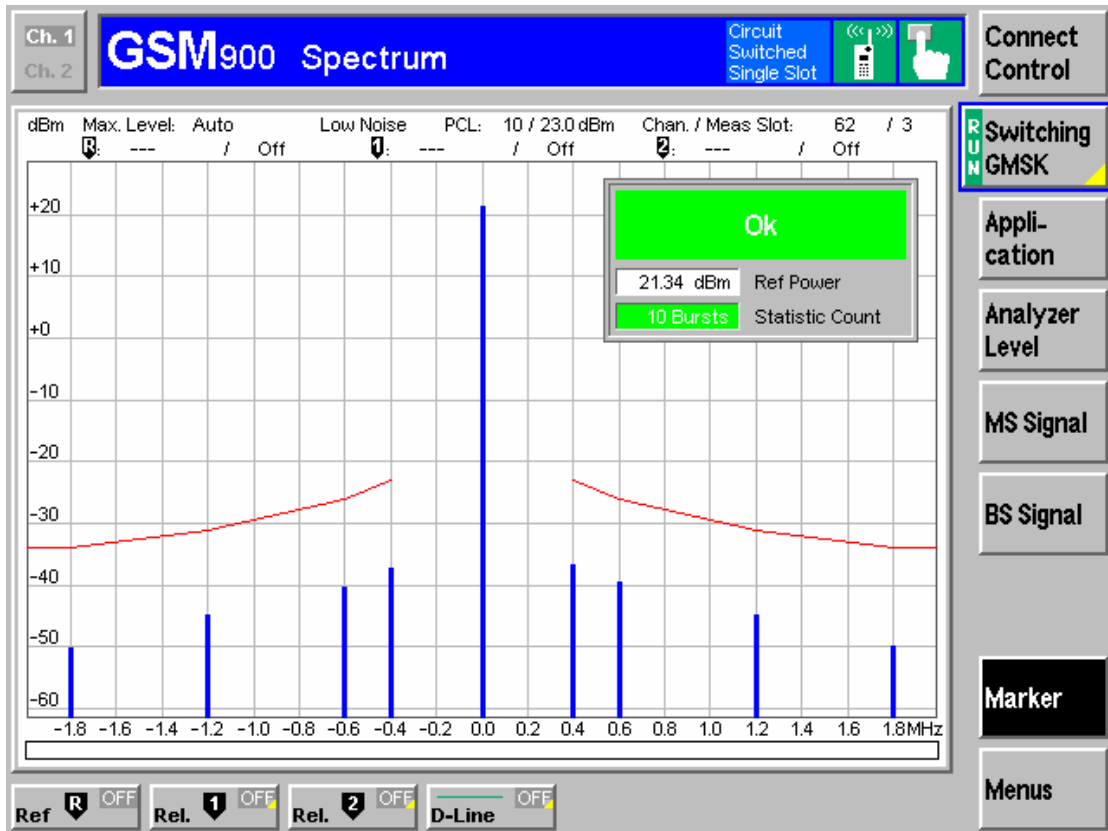 Ch. 1
Ch. 2
GSM900 Spectrum
Circuit
Switched
Single Slot
Connect
Control
dBm Max. Level: Auto Low Noise PCL: 10 / 23.0 dBm Chan. / Meas Slot: 62 / 3
R: --- / Off 1: --- / Off 2: --- / Off
RUN
Switching
GMSK
Appli-
cation
Analyzer
Level
MS Signal
BS Signal
Marker
Menus
Ok
21.34 dBm Ref Power
10 Bursts Statistic Count
+20
+10
+0
-10
-20
-30
-40
-50
-60
-1.8 -1.6 -1.4 -1.2 -1.0 -0.8 -0.6 -0.4 -0.2 0.0 0.2 0.4 0.6 0.8 1.0 1.2 1.4 1.6 1.8MHz
Ref R OFF
Rel. 1 OFF
Rel. 2 OFF
D-Line OFF